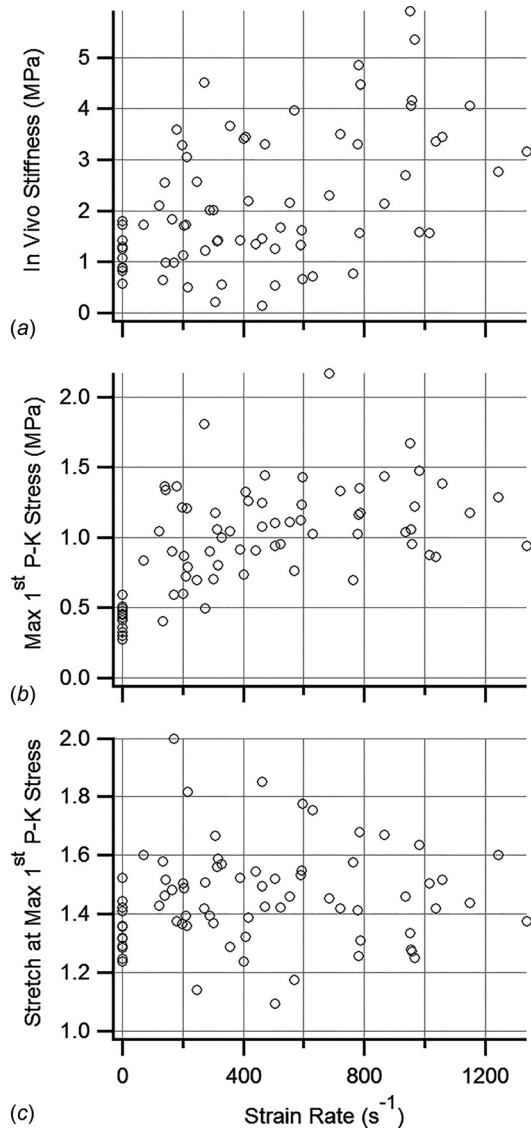 5
4
3
2
1
0
In Vivo Stiffness (MPa)
(a)
2.0
1.5
1.0
0.5
0.0
Max 1st P-K Stress (MPa)
(b)
2.0
1.8
1.6
1.4
1.2
1.0
Stretch at Max 1st P-K Stress
0 400 800 1200
(c) Strain Rate (s-1)